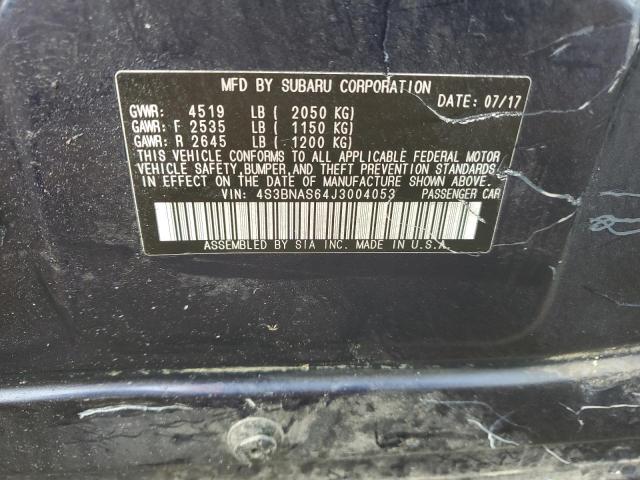 MFD BY SUBARU CORPORATION
DATE: 07/17
GVWR: 4519 LB ( 2050 KG)
GAWR: F 2535 LB ( 1150 KG)
GAWR: R 2645 LB ( 1200 KG)
THIS VEHICLE CONFORMS TO ALL APPLICABLE FEDERAL MOTOR
VEHICLE SAFETY, BUMPER, AND THEFT PREVENTION STANDARDS
IN EFFECT ON THE DATE OF MANUFACTURE SHOWN ABOVE.
VIN: 4S3BNAS64J3004053 PASSENGER CAR
ASSEMBLED BY SIA INC. MADE IN U.S.A.